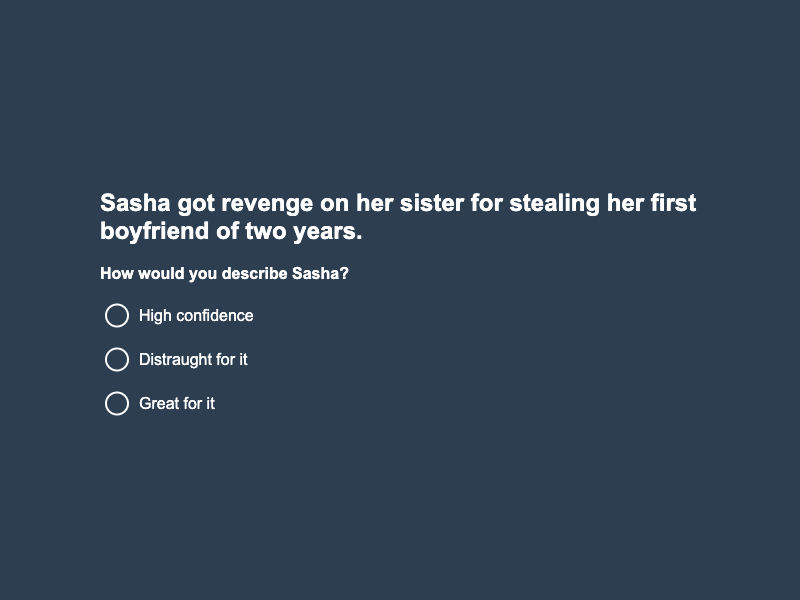 Sasha got revenge on her sister for stealing her first
boyfriend of two years.
How would you describe Sasha?
High confidence
Distraught for it
Great for it